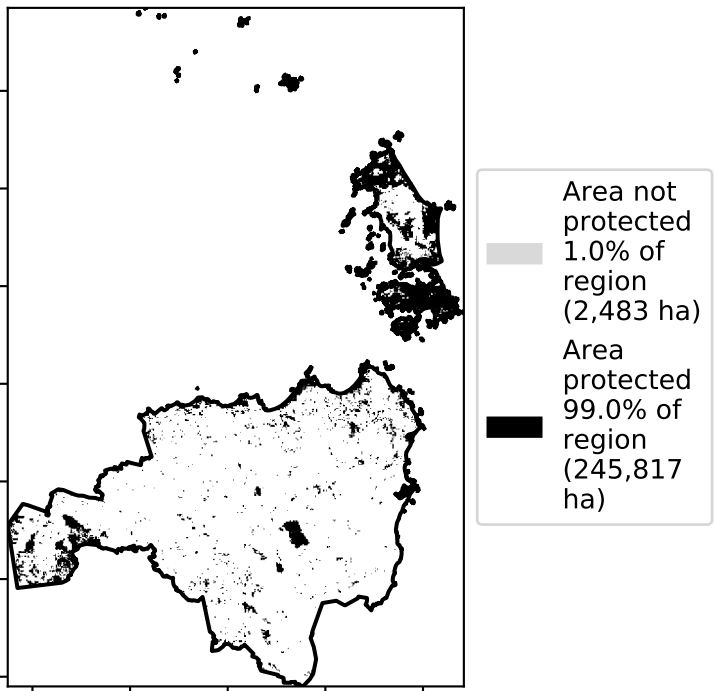 Area not
protected
1.0% of
region
(2,483 ha)
Area
protected
99.0% of
region
(245,817
ha)